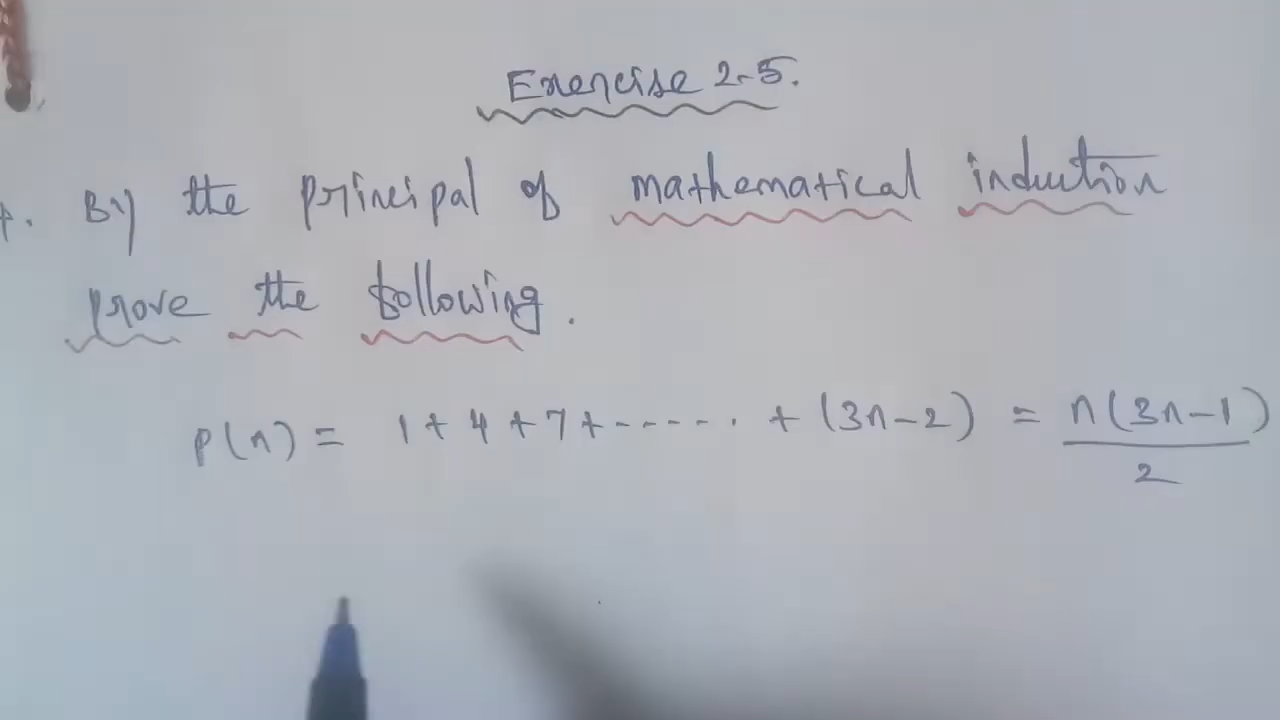 Exercise 2.5.
By the principal of mathematical induction
prove the following.
P(n) = 1 + 4 + 7 + ------. + (3n-2) = n(3n-1)
2